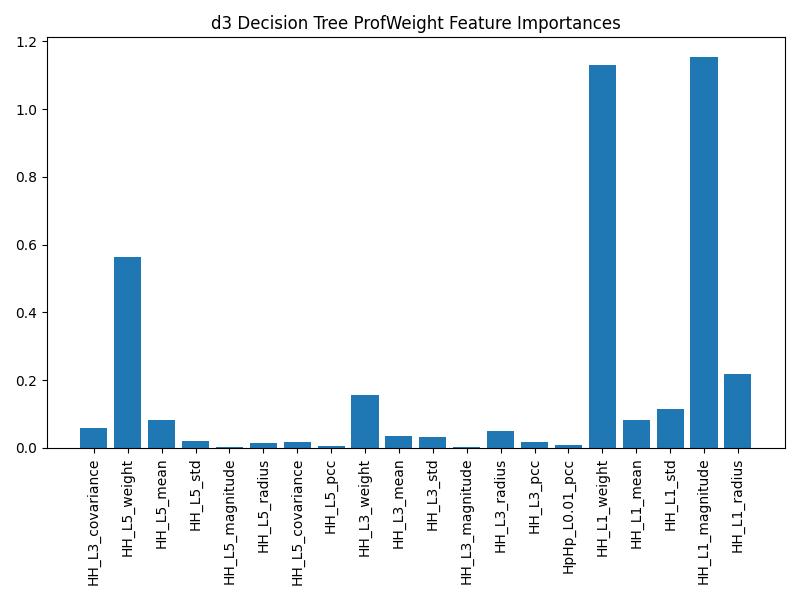 d3 Decision Tree ProfWeight Feature Importances
1.2
1.0
0.8
0.6
0.4
0.2
0.0
HH_L3_covariance
HH_L5_weight
HH_L5_mean
HH_L5_std
HH_L5_magnitude
HH_L5_radius
HH_L5_covariance
HH_L5_pcc
HH_L3_weight
HH_L3_mean
HH_L3_std
HH_L3_magnitude
HH_L3_radius
HH_L3_pcc
HpHp_L0.01_pcc
HH_L1_weight
HH_L1_mean
HH_L1_std
HH_L1_magnitude
HH_L1_radius